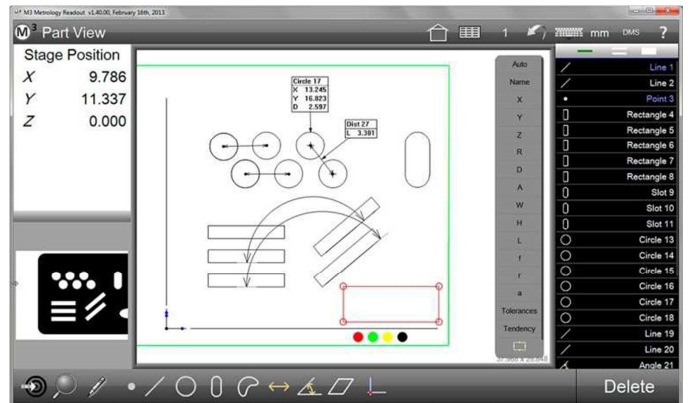 M3 Metrology Readout v1.40.00, February 16th, 2013
M3 Part View
1
mm
DMS
?
Stage Position
X 9.786
Y 11.337
Z 0.000
Circle 17
X 13.245
Y 16.823
D 2.597
Dist 27
L 3.381
Auto
Name
X
Y
Z
R
D
A
W
H
L
f
r
a
Tolerances
Tendency
Line 1
Line 2
Point 3
Rectangle 4
Rectangle 5
Rectangle 6
Rectangle 7
Rectangle 8
Slot 9
Slot 10
Slot 11
Circle 13
Circle 14
Circle 15
Circle 16
Circle 17
Circle 18
Line 19
Line 20
Angle 21
Delete